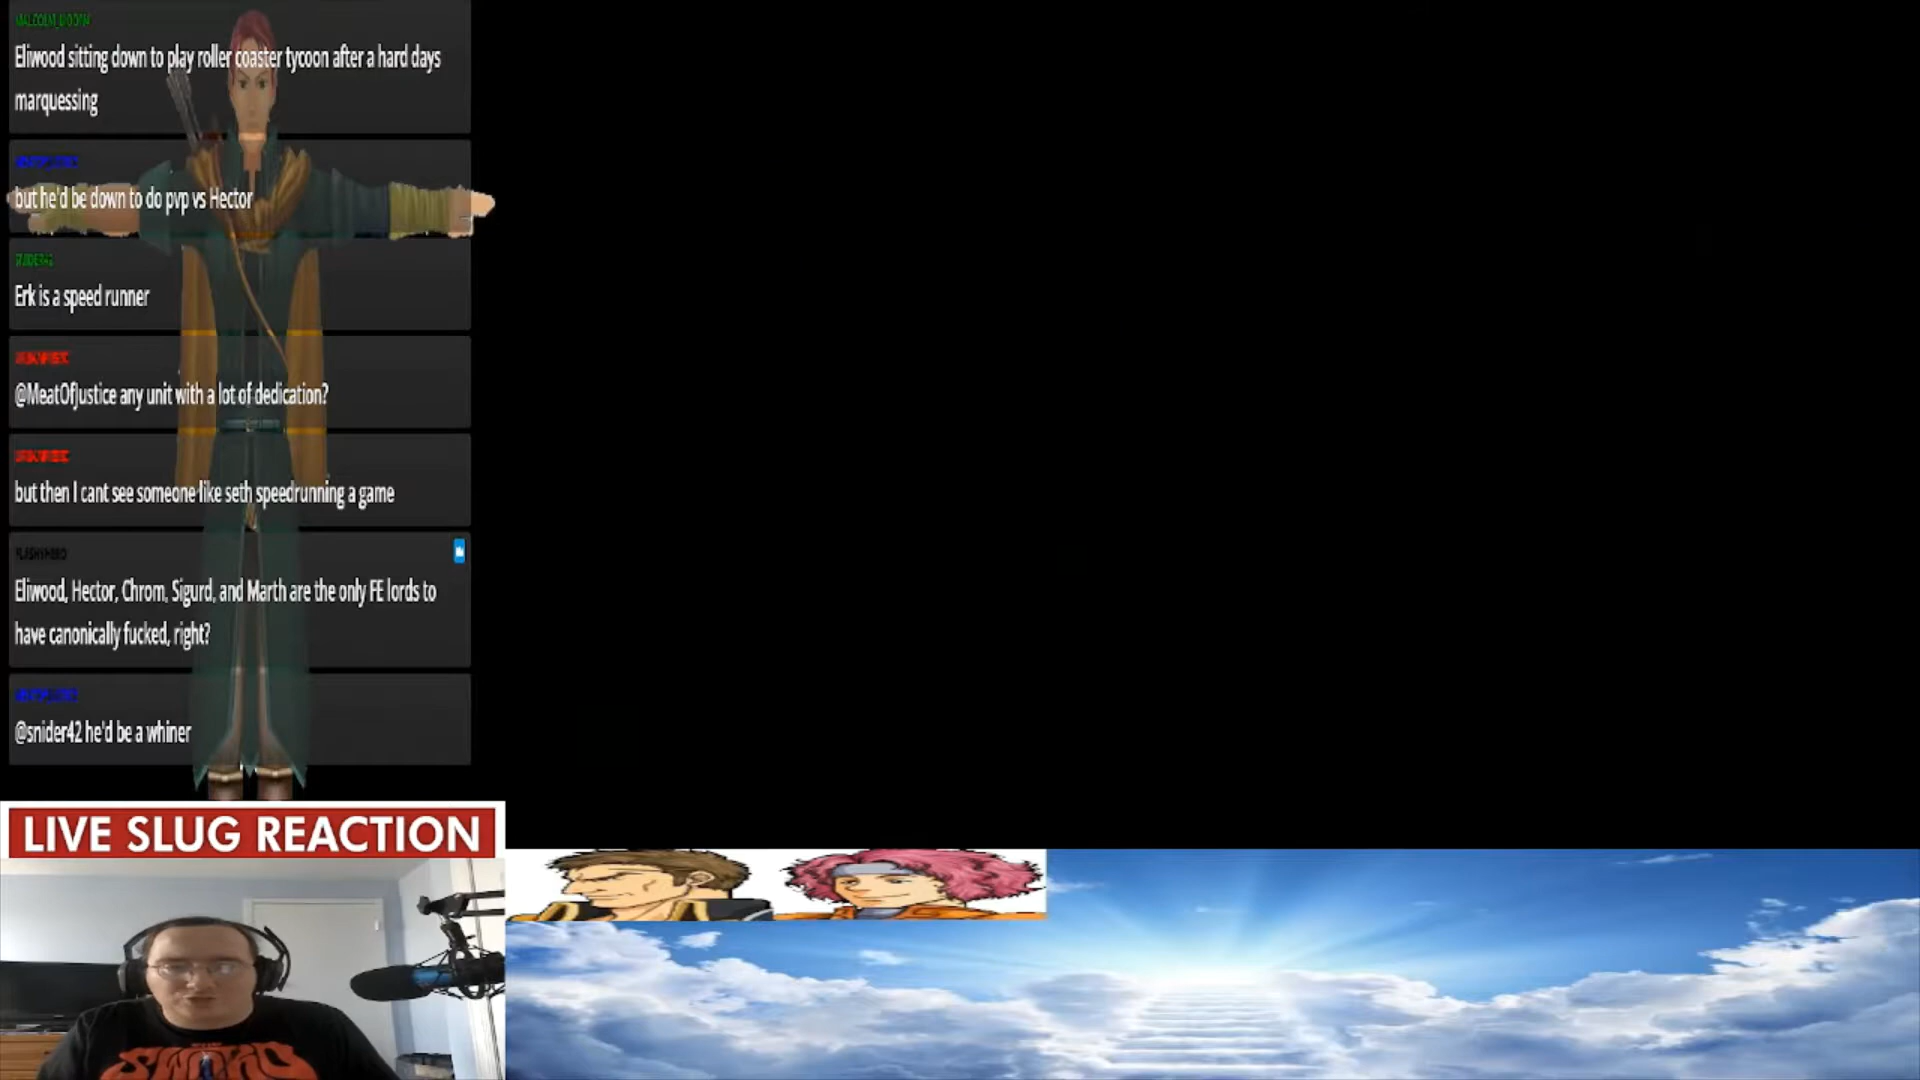 MALCOLM_MOON4
Eliwood sitting down to play roller coaster tycoon after a hard days
marquessing
but he'd be down to do pvp vs Hector
SNIDER42
Erk is a speed runner
@MeatOfJustice any unit with a lot of dedication?
but then I cant see someone like seth speedrunning a game
Eliwood, Hector, Chrom, Sigurd, and Marth are the only FE lords to
have canonically fucked, right?
@snider42 he'd be a whiner
LIVE SLUG REACTION
SWORD